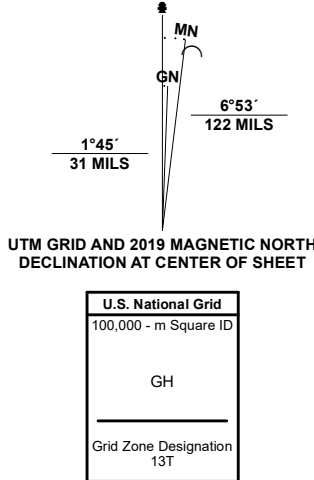 MN
GN
6°53´
122 MILS
1°45´
31 MILS
UTM GRID AND 2019 MAGNETIC NORTH
DECLINATION AT CENTER OF SHEET
U.S. National Grid
100,000 - m Square ID
GH
Grid Zone Designation
13T